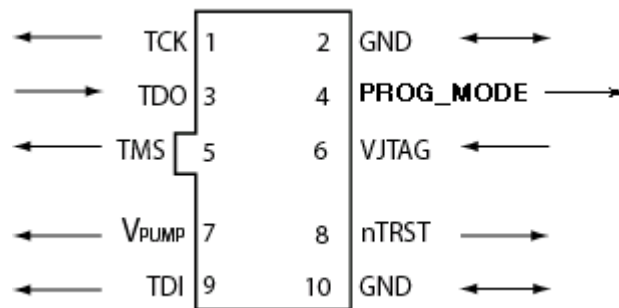 TCK 1 2 GND
TDO 3 4 PROG_MODE
TMS 5 6 VJTAG
VPUMP 7 8 nTRST
TDI 9 10 GND